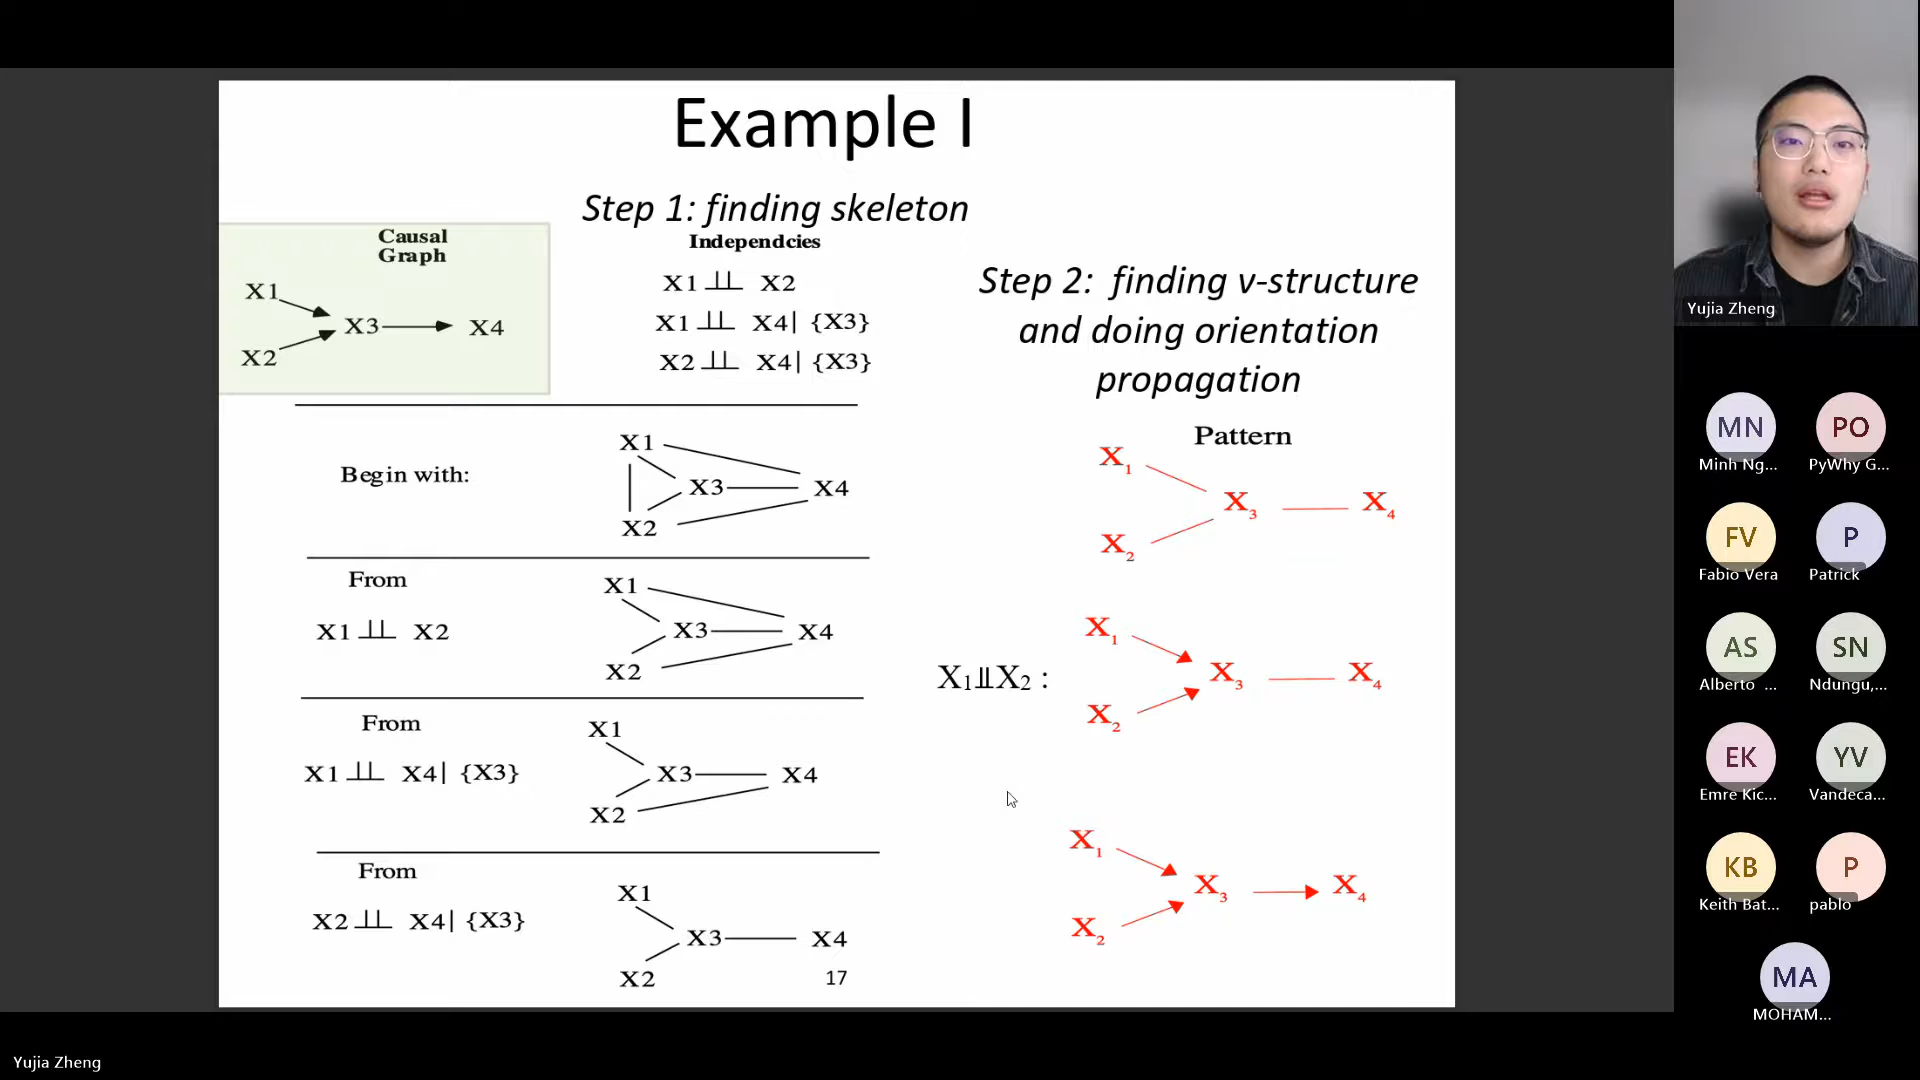 Example I
Step 1: finding skeleton
Causal
Graph
X1
X3
X4
X2
Independcies
X1 ⫫ X2
X1 ⫫ X4| {X3}
X2 ⫫ X4| {X3}
Step 2: finding v-structure
and doing orientation
propagation
Begin with:
X1
X3
X4
X2
From
X1 ⫫ X2
X1
X3
X4
X2
From
X1 ⫫ X4| {X3}
X1
X3
X4
X2
From
X2 ⫫ X4| {X3}
X1
X3
X4
X2
17
Pattern
X1
X3
X4
X2
X1⫫X2 :
X1
X3
X4
X2
X1
X3
X4
X2
Yujia Zheng
MN
Minh Ng...
PO
PyWhy G...
FV
Fabio Vera
P
Patrick
AS
Alberto ...
SN
Ndungu,...
EK
Emre Kic...
YV
Vandeca...
KB
Keith Bat...
P
pablo
MA
MOHAM...
Yujia Zheng